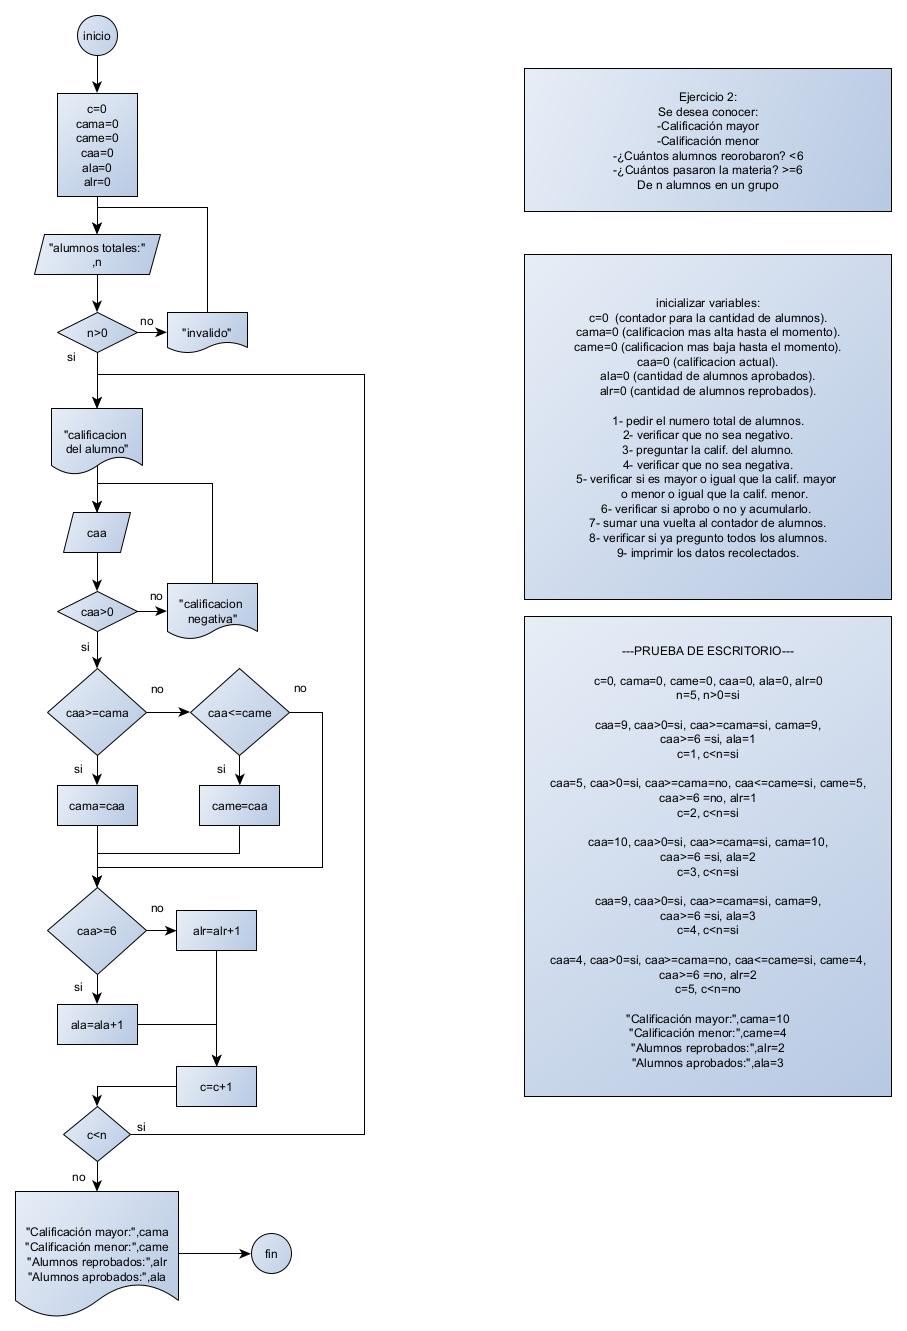 inicio
c=0
cama=0
came=0
caa=0
ala=0
alr=0
"alumnos totales:"
,n
n>0
no
"invalido"
si
"calificacion
del alumno"
caa
caa>0
no
"calificacion
negativa"
si
caa>=cama
no
caa<=came
no
si
cama=caa
si
came=caa
caa>=6
no
alr=alr+1
si
ala=ala+1
c=c+1
c<n
si
no
"Calificación mayor:",cama
"Calificación menor:",came
"Alumnos reprobados:",alr
"Alumnos aprobados:",ala
fin
Ejercicio 2:
Se desea conocer:
-Calificación mayor
-Calificación menor
-¿Cuántos alumnos reorobaron? <6
-¿Cuántos pasaron la materia? >=6
De n alumnos en un grupo
inicializar variables:
c=0 (contador para la cantidad de alumnos).
cama=0 (calificacion mas alta hasta el momento).
came=0 (calificacion mas baja hasta el momento).
caa=0 (calificacion actual).
ala=0 (cantidad de alumnos aprobados).
alr=0 (cantidad de alumnos reprobados).
1- pedir el numero total de alumnos.
2- verificar que no sea negativo.
3- preguntar la calif. del alumno.
4- verificar que no sea negativa.
5- verificar si es mayor o igual que la calif. mayor
o menor o igual que la calif. menor.
6- verificar si aprobo o no y acumularlo.
7- sumar una vuelta al contador de alumnos.
8- verificar si ya pregunto todos los alumnos.
9- imprimir los datos recolectados.
---PRUEBA DE ESCRITORIO---
c=0, cama=0, came=0, caa=0, ala=0, alr=0
n=5, n>0=si
caa=9, caa>0=si, caa>=cama=si, cama=9,
caa>=6 =si, ala=1
c=1, c<n=si
caa=5, caa>0=si, caa>=cama=no, caa<=came=si, came=5,
caa>=6 =no, alr=1
c=2, c<n=si
caa=10, caa>0=si, caa>=cama=si, cama=10,
caa>=6 =si, ala=2
c=3, c<n=si
caa=9, caa>0=si, caa>=cama=si, cama=9,
caa>=6 =si, ala=3
c=4, c<n=si
caa=4, caa>0=si, caa>=cama=no, caa<=came=si, came=4,
caa>=6 =no, alr=2
c=5, c<n=no
"Calificación mayor:",cama=10
"Calificación menor:",came=4
"Alumnos reprobados:",alr=2
"Alumnos aprobados:",ala=3